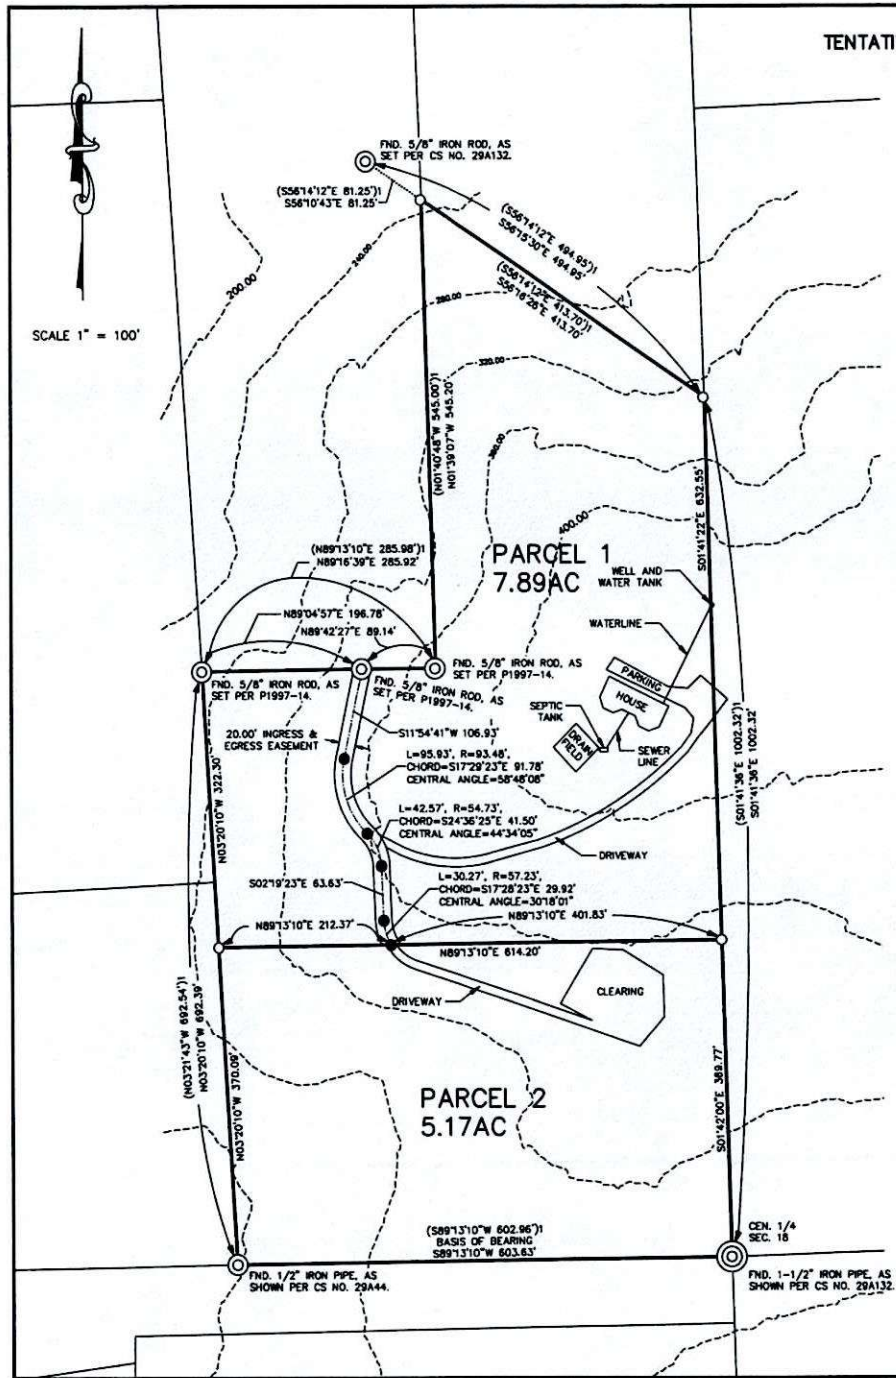 TENTATI
FND. 5/8" IRON ROD, AS
SET PER CS NO. 29A132.
(S56°14'12"E 81.25')1
S56°10'43"E 81.25'
(S56°14'12"E 494.95')1
S56°15'30"E 494.95'
(S56°14'12"E 413.70')1
S56°16'26"E 413.70'
200.00
240.00
280.00
320.00
360.00
400.00
SCALE 1" = 100'
(N01°40'48"W 545.00')1
N01°39'07"W 545.20'
S01°41'22"E 632.55'
PARCEL 1
7.89AC
WELL AND
WATER TANK
WATERLINE
(N89°13'10"E 285.98')1
N89°16'39"E 285.92'
N89°04'57"E 196.78'
N89°42'27"E 89.14'
FND. 5/8" IRON ROD, AS
SET PER P1997-14.
FND. 5/8" IRON ROD, AS
SET PER P1997-14.
FND. 5/8" IRON ROD, AS
SET PER P1997-14.
PARKING
HOUSE
SEPTIC
TANK
DRAIN
FIELD
SEWER
LINE
S11°54'41"W 106.93'
20.00' INGRESS &
EGRESS EASEMENT
L=95.93', R=93.48',
CHORD=S17°29'23"E 91.78'
CENTRAL ANGLE=58°48'08"
L=42.57', R=54.73',
CHORD=S24°36'25"E 41.50'
CENTRAL ANGLE=44°34'05"
DRIVEWAY
N03°20'10"W 322.30'
(S01°41'36"E 1002.32')1
S01°41'36"E 1002.32'
S02°19'23"E 63.63'
L=30.27', R=57.23',
CHORD=S17°28'23"E 29.92'
CENTRAL ANGLE=30°18'01"
N89°13'10"E 212.37'
N89°13'10"E 401.83'
N89°13'10"E 614.20'
DRIVEWAY
CLEARING
(N03°21'43"W 692.54')1
N03°20'10"W 692.39'
N03°20'10"W 370.09'
PARCEL 2
5.17AC
S01°42'00"E 369.77'
(S89°13'10"W 602.96')1
BASIS OF BEARING
S89°13'10"W 603.63'
CEN. 1/4
SEC. 18
FND. 1/2" IRON PIPE, AS
SHOWN PER CS NO. 29A44.
FND. 1-1/2" IRON PIPE, AS
SHOWN PER CS NO. 29A132.